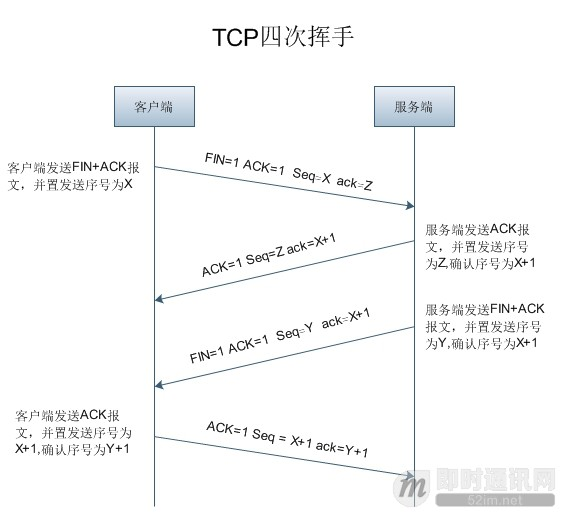 TCP四次挥手
客户端
服务端
客户端发送FIN+ACK报
文，并置发送序号为X
FIN=1 ACK=1 Seq=X ack=Z
服务端发送ACK报
文，并置发送序号
为Z,确认序号为X+1
ACK=1 Seq=Z ack=X+1
服务端发送FIN+ACK
报文，并置发送序号
为Y,确认序号为X+1
FIN=1 ACK=1 Seq=Y ack=X+1
客户端发送ACK报
文，并置发送序号为
X+1,确认序号为Y+1
ACK=1 Seq = X+1 ack=Y+1
m 即时通讯网
52im.net